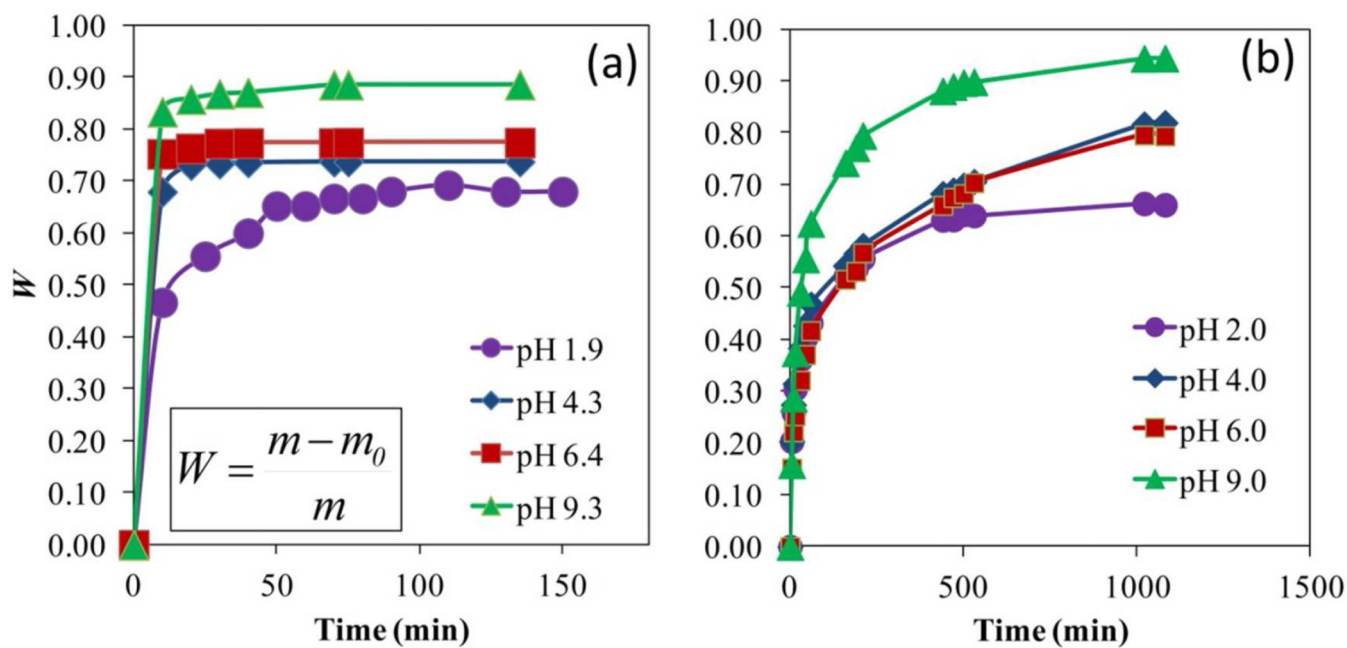 (a)
1.00
0.90
0.80
0.70
0.60
0.50
0.40
0.30
0.20
0.10
0.00
W
0 50 100 150
Time (min)
pH 1.9
pH 4.3
pH 6.4
pH 9.3
W = (m − m0) / m
(b)
1.00
0.90
0.80
0.70
0.60
0.50
0.40
0.30
0.20
0.10
0.00
0 500 1000 1500
Time (min)
pH 2.0
pH 4.0
pH 6.0
pH 9.0